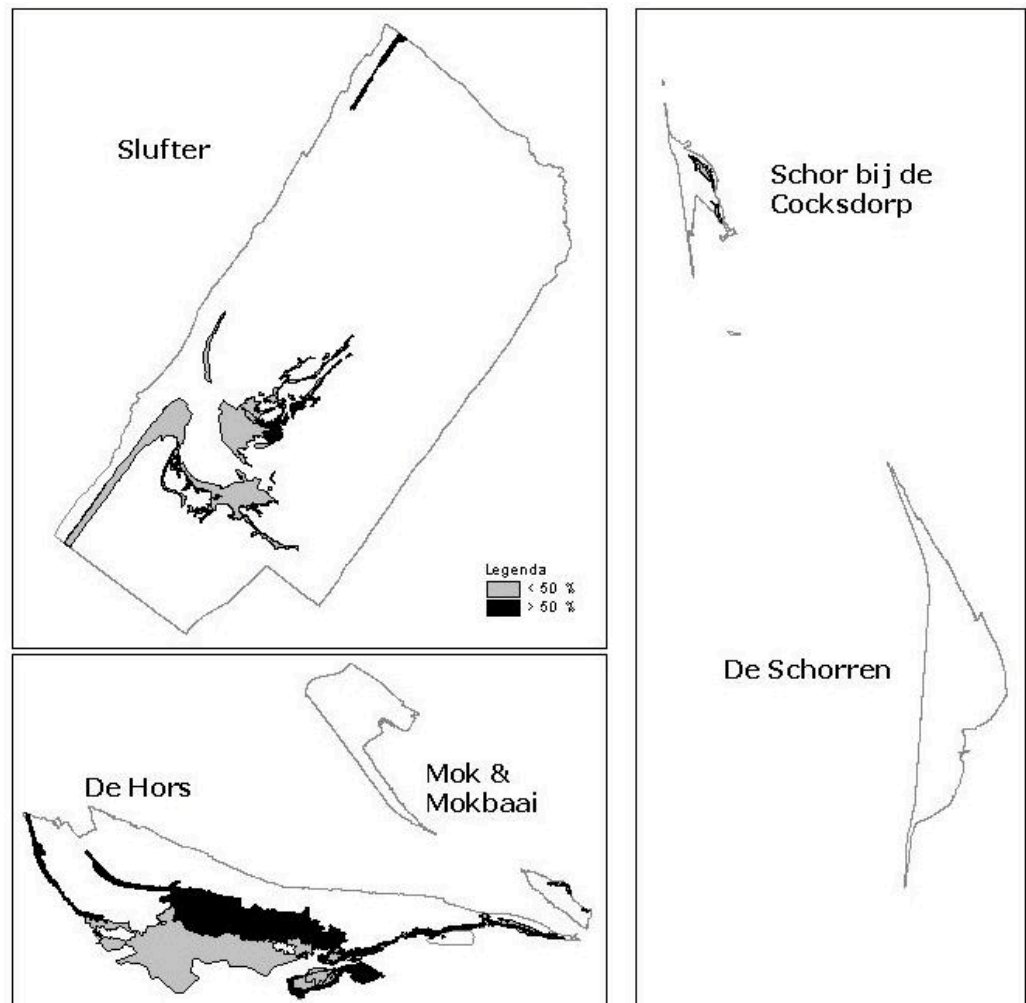 Slufter
Legenda
< 50 %
> 50 %
De Hors
Mok &
Mokbaai
Schor bij de
Cocksdorp
De Schorren